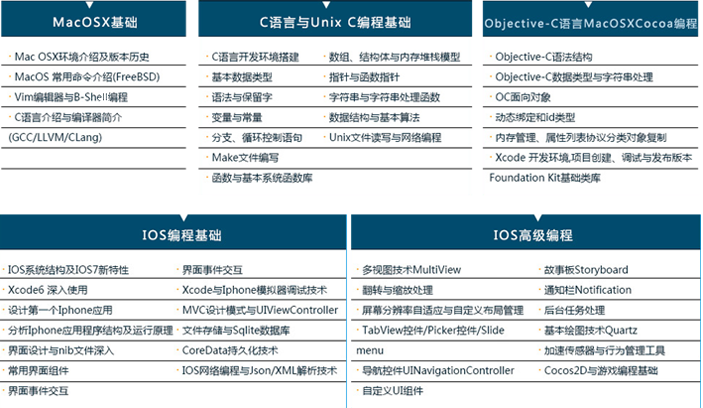 MacOSX基础
· Mac OSX环境介绍及版本历史
· MacOS 常用命令介绍(FreeBSD)
· Vim编辑器与B-Shell编程
· C语言介绍与编译器简介
(GCC/LLVM/CLang)
C语言与Unix C编程基础
· C语言开发环境搭建
· 基本数据类型
· 语法与保留字
· 变量与常量
· 分支、循环控制语句
· Make文件编写
· 函数与基本系统函数库
· 数组、结构体与内存堆栈模型
· 指针与函数指针
· 字符串与字符串处理函数
· 数据结构与基本算法
· Unix文件读写与网络编程
Objective-C语言MacOSXCocoa编程
· Objective-C语法结构
· Objective-C数据类型与字符串处理
· OC面向对象
· 动态绑定和id类型
· 内存管理、属性列表协议分类对象复制
· Xcode 开发环境,项目创建、调试与发布版本
Foundation Kit基础类库
IOS编程基础
· IOS系统结构及IOS7新特性
· Xcode6 深入使用
· 设计第一个Iphone应用
· 分析Iphone应用程序结构及运行原理
· 界面设计与nib文件深入
· 常用界面组件
· 界面事件交互
· 界面事件交互
· Xcode与Iphone模拟器调试技术
· MVC设计模式与UIViewController
· 文件存储与Sqlite数据库
· CoreData持久化技术
· IOS网络编程与Json/XML解析技术
IOS高级编程
· 多视图技术MultiView
· 翻转与缩放处理
· 屏幕分辨率自适应与自定义布局管理
· TabView控件/Picker控件/Slide
menu
· 导航控件UINavigationController
· 自定义UI组件
· 故事板Storyboard
· 通知栏Notification
· 后台任务处理
· 基本绘图技术Quartz
· 加速传感器与行为管理工具
· Cocos2D与游戏编程基础